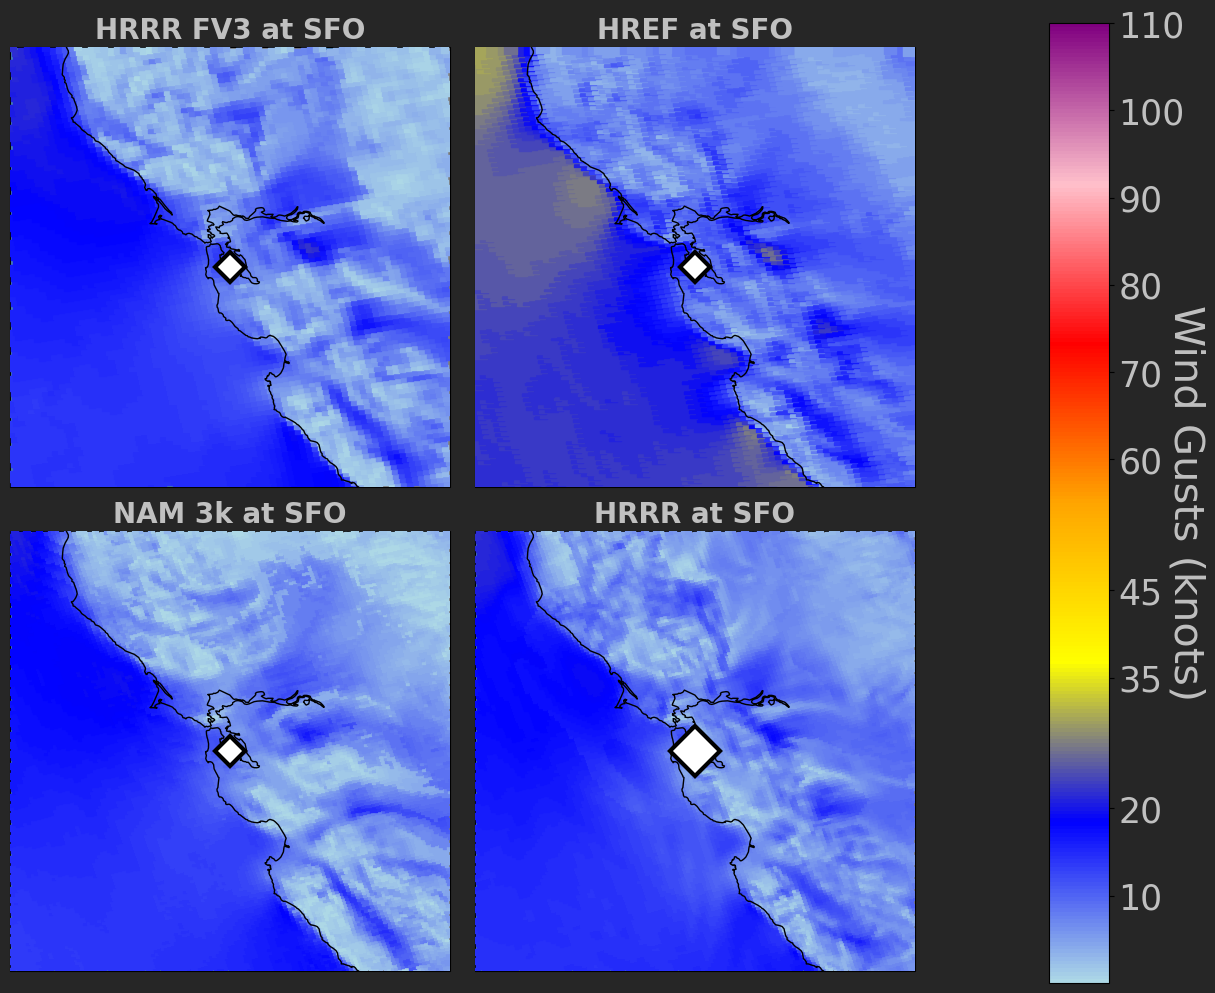 HRRR FV3 at SFO
HREF at SFO
NAM 3k at SFO
HRRR at SFO
110
100
90
80
70
60
45
35
20
10
Wind Gusts (knots)